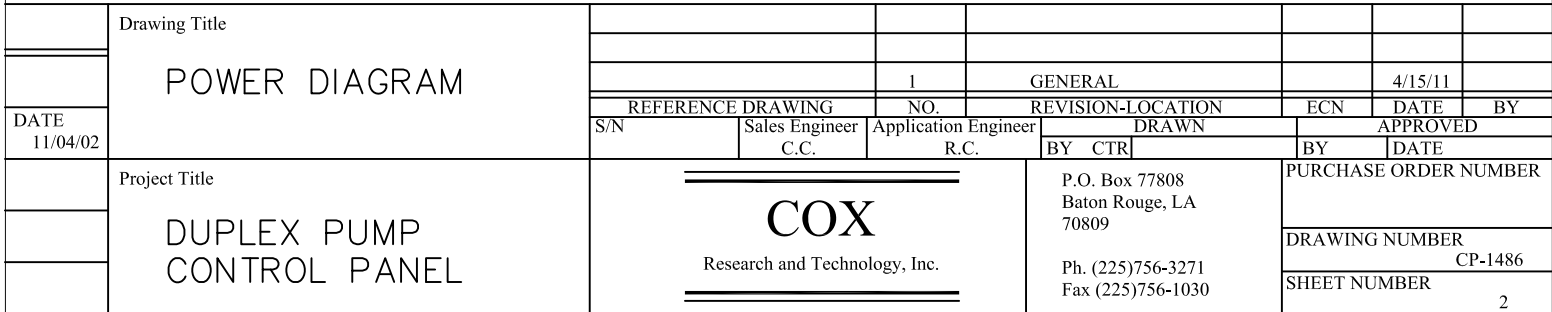 Drawing Title
POWER DIAGRAM
1 GENERAL 4/15/11
REFERENCE DRAWING NO. REVISION-LOCATION ECN DATE BY
DATE
11/04/02
S/N Sales Engineer Application Engineer DRAWN APPROVED
C.C. R.C. BY CTR BY DATE
Project Title
DUPLEX PUMP
CONTROL PANEL
COX
Research and Technology, Inc.
P.O. Box 77808
Baton Rouge, LA
70809
Ph. (225)756-3271
Fax (225)756-1030
PURCHASE ORDER NUMBER
DRAWING NUMBER
CP-1486
SHEET NUMBER
2